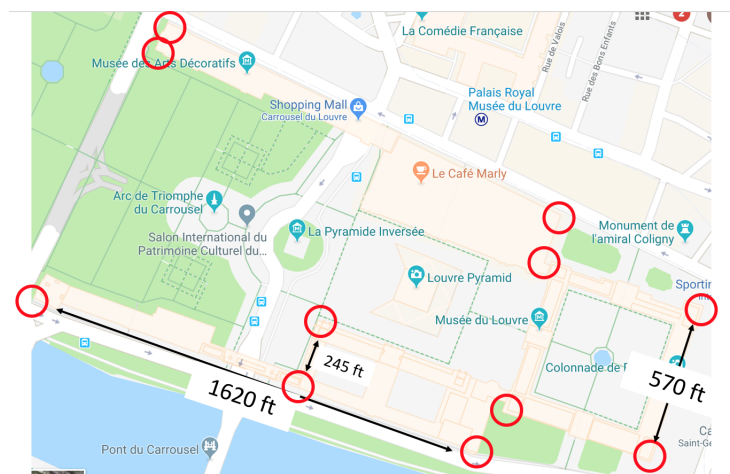 2
La Comédie Française
Rue de Valois
Rue des Bons Enfants
Musée des Arts Décoratifs
Palais Royal
Musée du Louvre
Shopping Mall
Carrousel du Louvre
M
Le Café Marly
Arc de Triomphe
du Carrousel
Monument de
l'amiral Coligny
La Pyramide Inversée
Salon International du
Patrimoine Culturel du...
Louvre Pyramid
Sportin
Musée du Louvre
245 ft
Colonnade de
570 ft
1620 ft
Saint-Ge
Pont du Carrousel